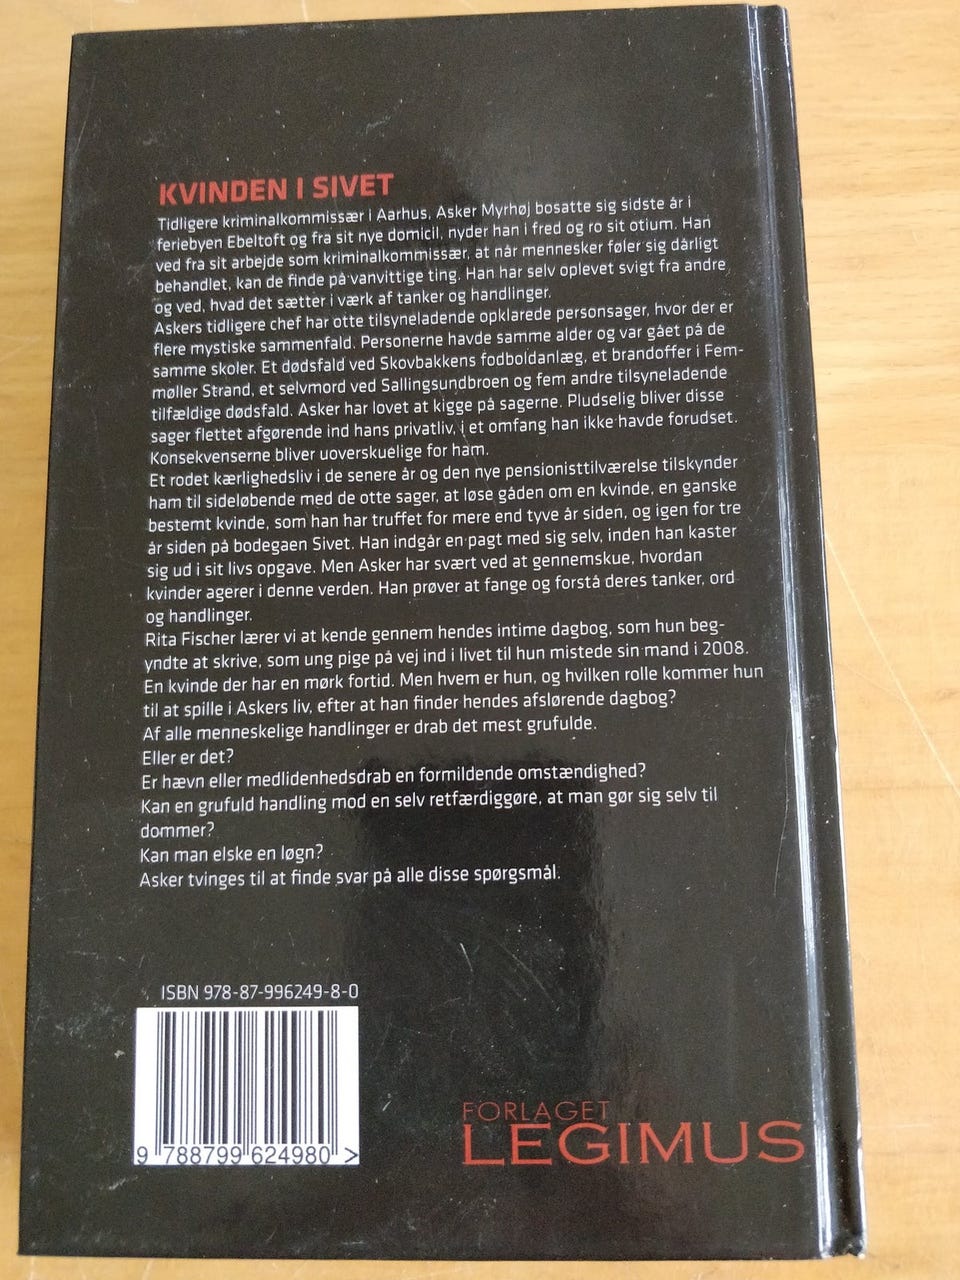 KVINDEN I SIVET
Tidligere kriminalkommissær i Aarhus, Asker Myrhøj bosatte sig sidste år i
feriebyen Ebeltoft og fra sit nye domicil, nyder han i fred og ro sit otium. Han
ved fra sit arbejde som kriminalkommissær, at når mennesker føler sig dårligt
behandlet, kan de finde på vanvittige ting. Han har selv oplevet svigt fra andre
og ved, hvad det sætter i værk af tanker og handlinger.
Askers tidligere chef har otte tilsyneladende opklarede personsager, hvor der er
flere mystiske sammenfald. Personerne havde samme alder og var gået på de
samme skoler. Et dødsfald ved Skovbakkens fodboldanlæg, et brandoffer i Fem-
møller Strand, et selvmord ved Sallingsundbroen og fem andre tilsyneladende
tilfældige dødsfald. Asker har lovet at kigge på sagerne. Pludselig bliver disse
sager flettet afgørende ind hans privatliv, i et omfang han ikke havde forudset.
Konsekvenserne bliver uoverskuelige for ham.
Et rodet kærlighedsliv i de senere år og den nye pensionisttilværelse tilskynder
ham til sideløbende med de otte sager, at løse gåden om en kvinde, en ganske
bestemt kvinde, som han har truffet for mere end tyve år siden, og igen for tre
år siden på bodegaen Sivet. Han indgår en pagt med sig selv, inden han kaster
sig ud i sit livs opgave. Men Asker har svært ved at gennemskue, hvordan
kvinder agerer i denne verden. Han prøver at fange og forstå deres tanker, ord
og handlinger.
Rita Fischer lærer vi at kende gennem hendes intime dagbog, som hun beg-
yndte at skrive, som ung pige på vej ind i livet til hun mistede sin mand i 2008.
En kvinde der har en mørk fortid. Men hvem er hun, og hvilken rolle kommer hun
til at spille i Askers liv, efter at han finder hendes afslørende dagbog?
Af alle menneskelige handlinger er drab det mest grufulde.
Eller er det?
Er hævn eller medlidenhedsdrab en formildende omstændighed?
Kan en grufuld handling mod en selv retfærdiggøre, at man gør sig selv til
dommer?
Kan man elske en løgn?
Asker tvinges til at finde svar på alle disse spørgsmål.
ISBN 978-87-996249-8-0
9 788799 624980 >
FORLAGET
LEGIMUS